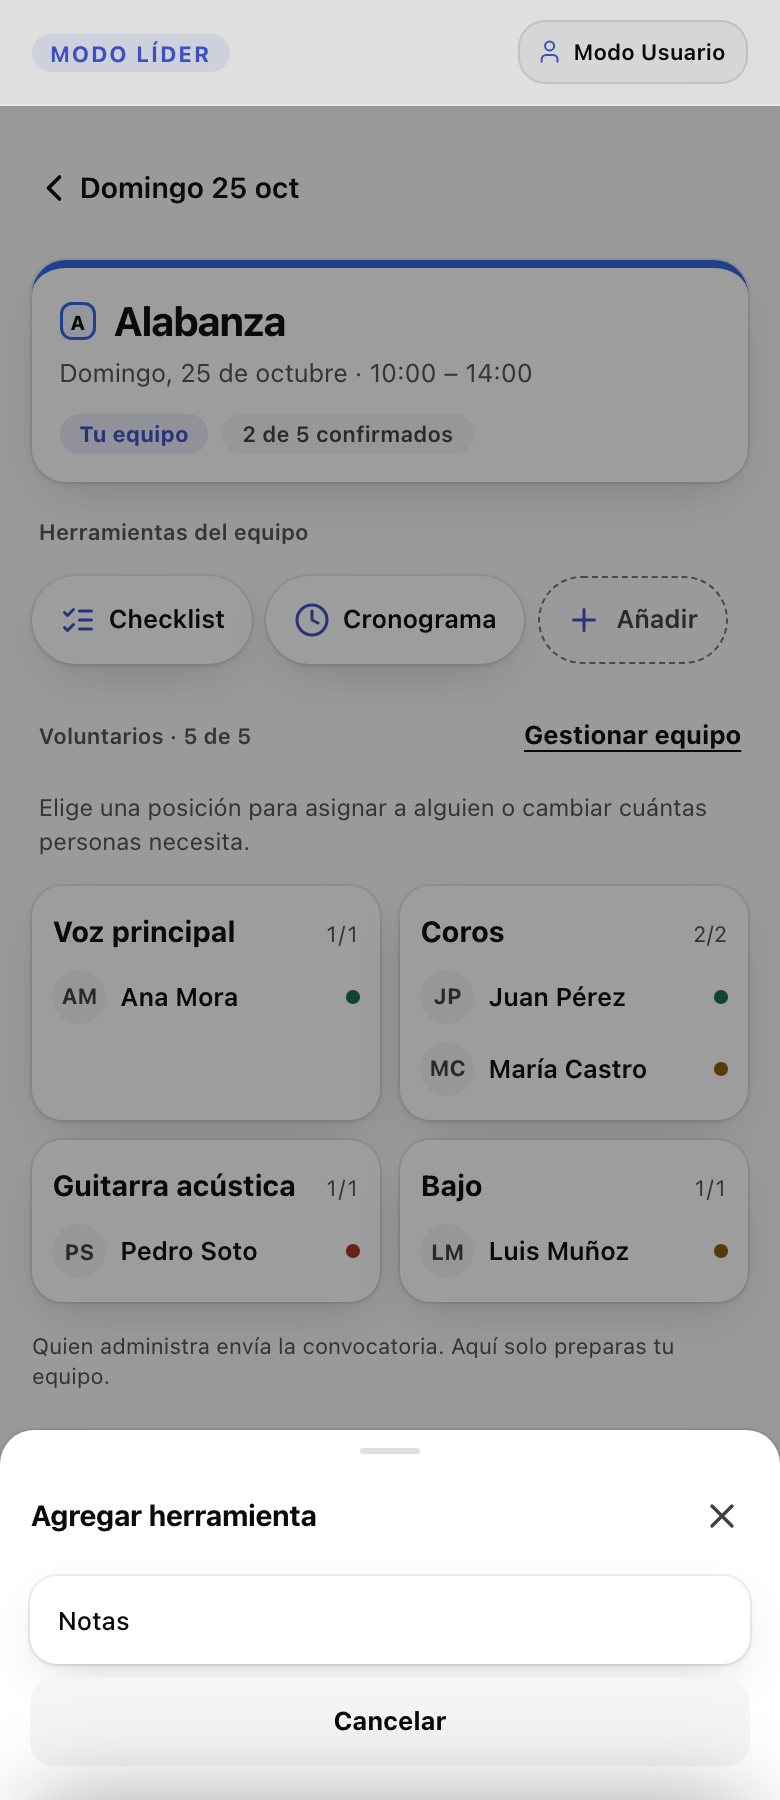 MODO LÍDER
Modo Usuario
Domingo 25 oct
A Alabanza
Domingo, 25 de octubre · 10:00 – 14:00
Tu equipo
2 de 5 confirmados
Herramientas del equipo
Checklist
Cronograma
Añadir
Voluntarios · 5 de 5
Gestionar equipo
Elige una posición para asignar a alguien o cambiar cuántas
personas necesita.
Voz principal 1/1
AM Ana Mora
Coros 2/2
JP Juan Pérez
MC María Castro
Guitarra acústica 1/1
PS Pedro Soto
Bajo 1/1
LM Luis Muñoz
Quien administra envía la convocatoria. Aquí solo preparas tu
equipo.
Agregar herramienta
Notas
Cancelar